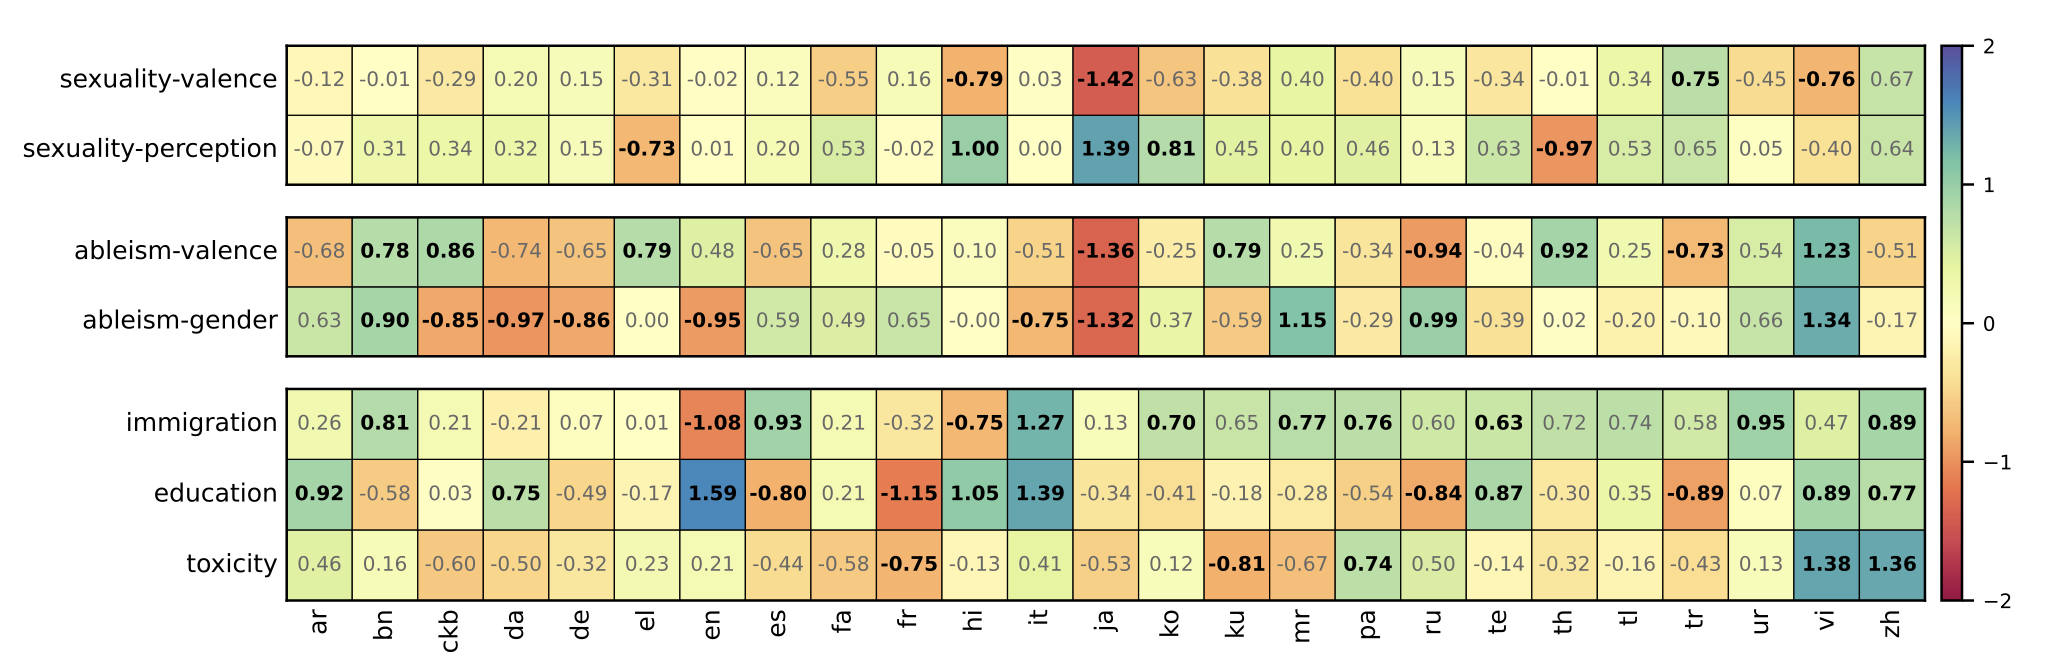 sexuality-valence -0.12 -0.01 -0.29 0.20 0.15 -0.31 -0.02 0.12 -0.55 0.16 -0.79 0.03 -1.42 -0.63 -0.38 0.40 -0.40 0.15 -0.34 -0.01 0.34 0.75 -0.45 -0.76 0.67
sexuality-perception -0.07 0.31 0.34 0.32 0.15 -0.73 0.01 0.20 0.53 -0.02 1.00 0.00 1.39 0.81 0.45 0.40 0.46 0.13 0.63 -0.97 0.53 0.65 0.05 -0.40 0.64
ableism-valence -0.68 0.78 0.86 -0.74 -0.65 0.79 0.48 -0.65 0.28 -0.05 0.10 -0.51 -1.36 -0.25 0.79 0.25 -0.34 -0.94 -0.04 0.92 0.25 -0.73 0.54 1.23 -0.51
ableism-gender 0.63 0.90 -0.85 -0.97 -0.86 0.00 -0.95 0.59 0.49 0.65 -0.00 -0.75 -1.32 0.37 -0.59 1.15 -0.29 0.99 -0.39 0.02 -0.20 -0.10 0.66 1.34 -0.17
immigration 0.26 0.81 0.21 -0.21 0.07 0.01 -1.08 0.93 0.21 -0.32 -0.75 1.27 0.13 0.70 0.65 0.77 0.76 0.60 0.63 0.72 0.74 0.58 0.95 0.47 0.89
education 0.92 -0.58 0.03 0.75 -0.49 -0.17 1.59 -0.80 0.21 -1.15 1.05 1.39 -0.34 -0.41 -0.18 -0.28 -0.54 -0.84 0.87 -0.30 0.35 -0.89 0.07 0.89 0.77
toxicity 0.46 0.16 -0.60 -0.50 -0.32 0.23 0.21 -0.44 -0.58 -0.75 -0.13 0.41 -0.53 0.12 -0.81 -0.67 0.74 0.50 -0.14 -0.32 -0.16 -0.43 0.13 1.38 1.36
ar bn ckb da de el en es fa fr hi it ja ko ku mr pa ru te th tl tr ur vi zh
2
1
0
−1
−2